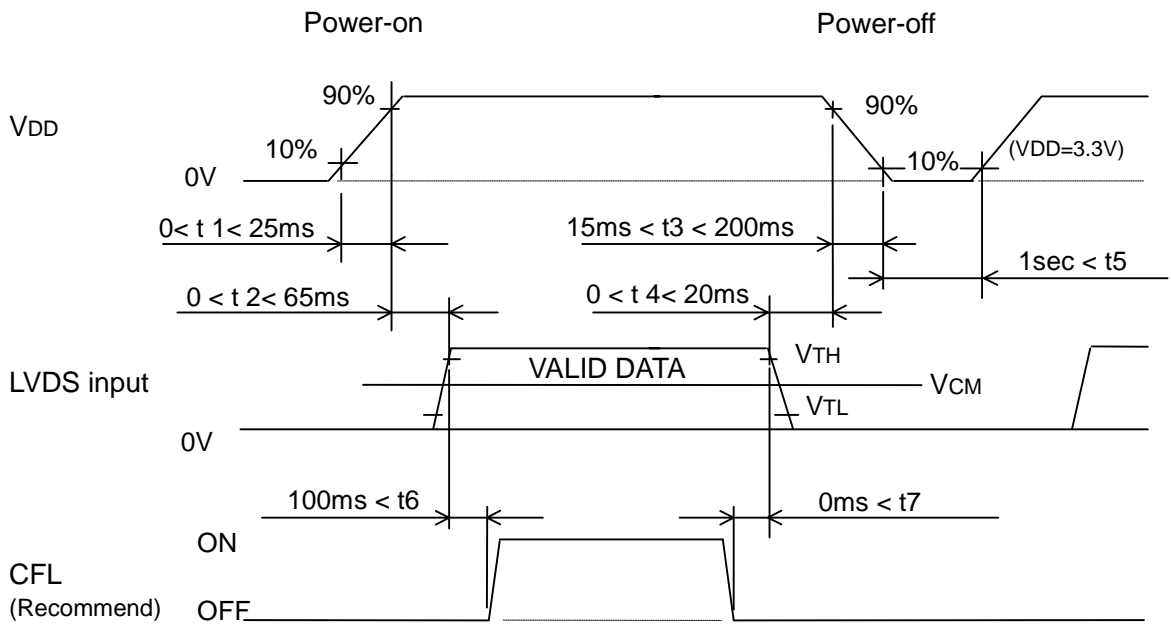 Power-on Power-off
90% 90%
VDD
10% 10% (VDD=3.3V)
0V
0< t 1< 25ms 15ms < t3 < 200ms
1sec < t5
0 < t 2< 65ms 0 < t 4< 20ms
VTH
LVDS input VALID DATA VCM
VTL
0V
100ms < t6 0ms < t7
ON
CFL
(Recommend) OFF